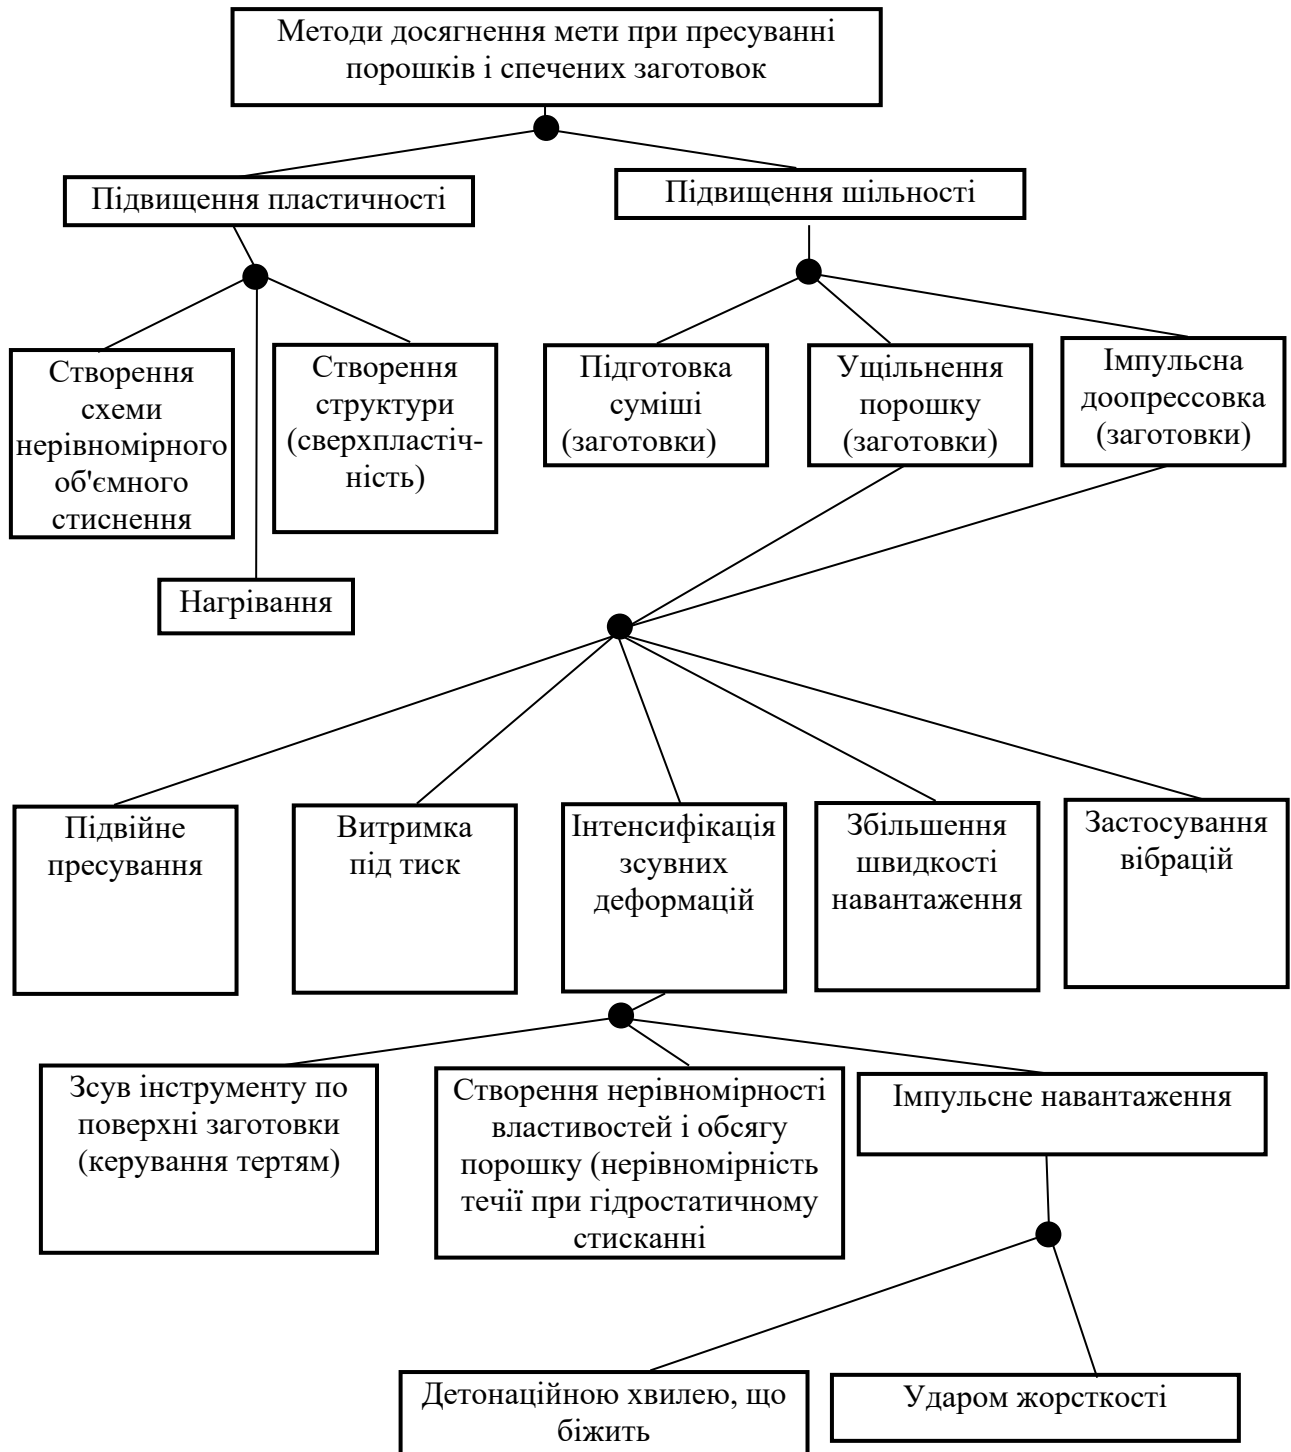 Методи досягнення мети при пресуванні
порошків і спечених заготовок
Підвищення пластичності
Підвищення шільності
Створення
схеми
нерівномірного
об'ємного
стиснення
Створення
структури
(сверхпластіч-
ність)
Підготовка
суміші
(заготовки)
Ущільнення
порошку
(заготовки)
Імпульсна
доопрессовка
(заготовки)
Нагрівання
Підвійне
пресування
Витримка
під тиск
Інтенсифікація
зсувних
деформацій
Збільшення
швидкості
навантаження
Застосування
вібрацій
Зсув інструменту по
поверхні заготовки
(керування тертям)
Створення нерівномірності
властивостей і обсягу
порошку (нерівномірність
течії при гідростатичному
стисканні
Імпульсне навантаження
Детонаційною хвилею, що
біжить
Ударом жорсткості